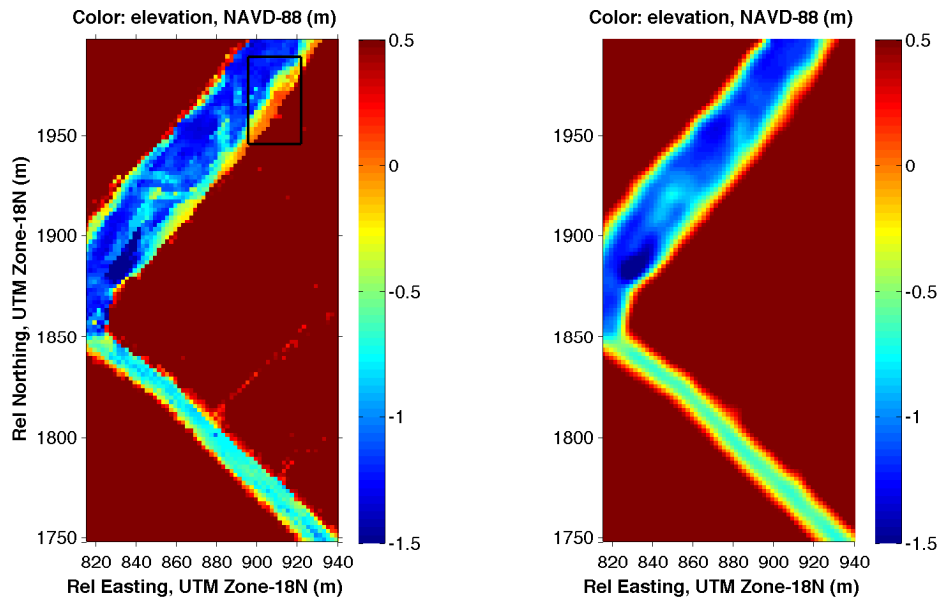 Color: elevation, NAVD-88 (m)
Rel Northing, UTM Zone-18N (m)
1950
1900
1850
1800
1750
820 840 860 880 900 920 940
Rel Easting, UTM Zone-18N (m)
0.5
0
-0.5
-1
-1.5
Color: elevation, NAVD-88 (m)
1950
1900
1850
1800
1750
820 840 860 880 900 920 940
Rel Easting, UTM Zone-18N (m)
0.5
0
-0.5
-1
-1.5